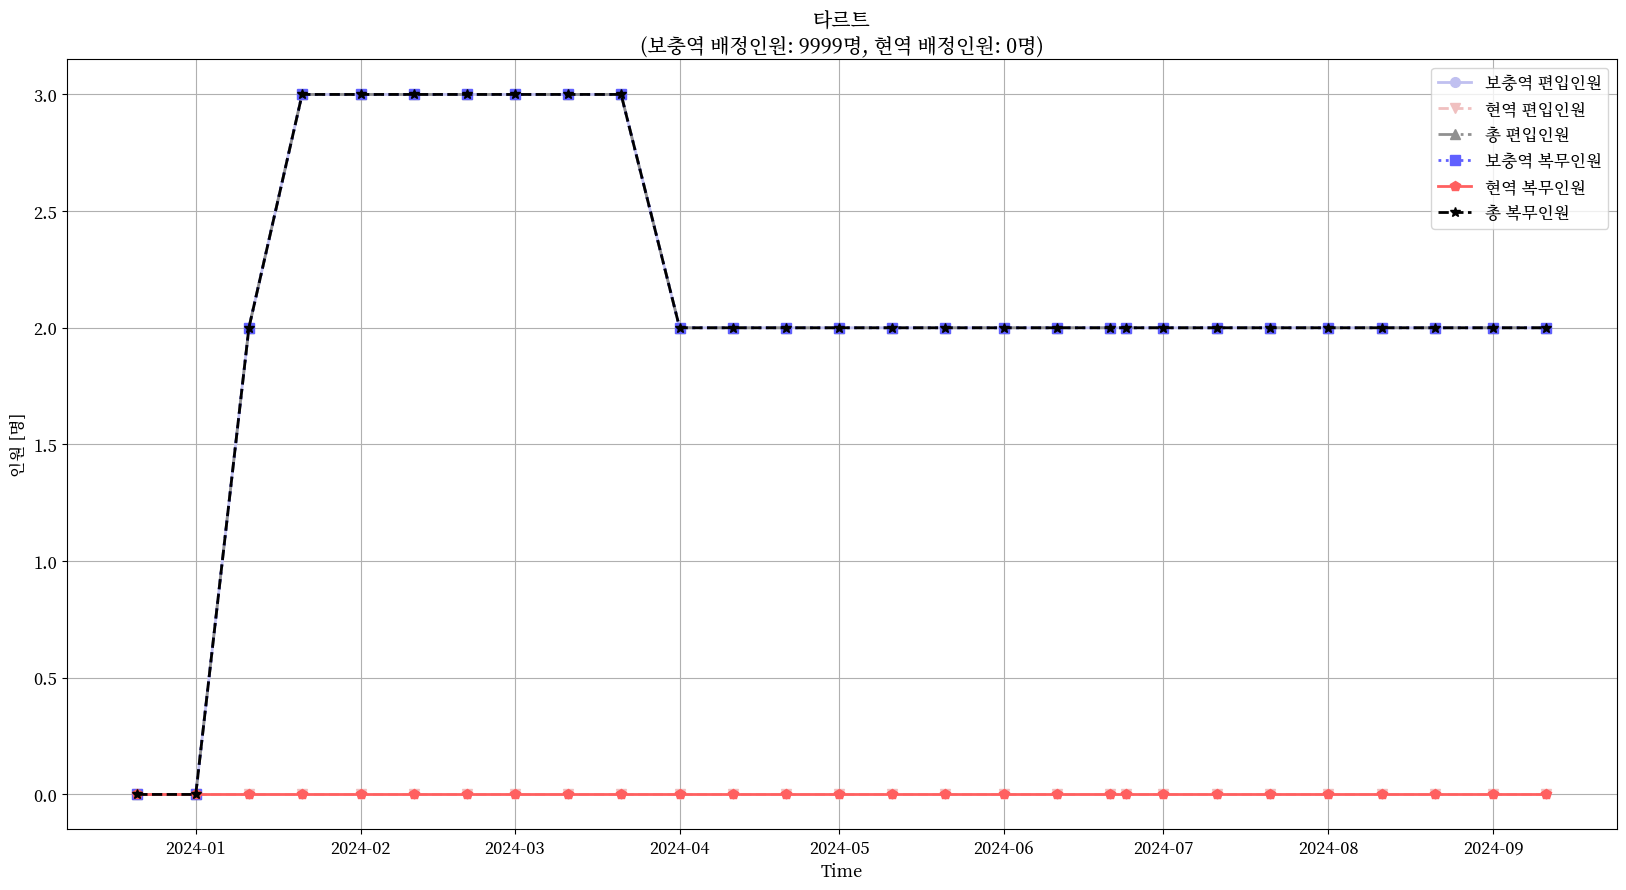 타르트
(보충역 배정인원: 9999명, 현역 배정인원: 0명)
보충역 편입인원
현역 편입인원
총 편입인원
보충역 복무인원
현역 복무인원
총 복무인원
인원 [명]
3.0
2.5
2.0
1.5
1.0
0.5
0.0
2024-01 2024-02 2024-03 2024-04 2024-05 2024-06 2024-07 2024-08 2024-09
Time